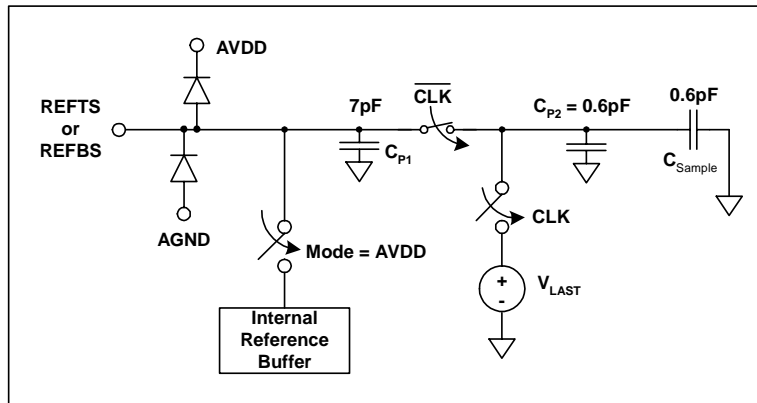 AVDD
REFTS
or
REFBS
AGND
7pF
C_P1
CLK
C_P2 = 0.6pF
0.6pF
C_Sample
CLK
Mode = AVDD
V_LAST
+
-
Internal
Reference
Buffer